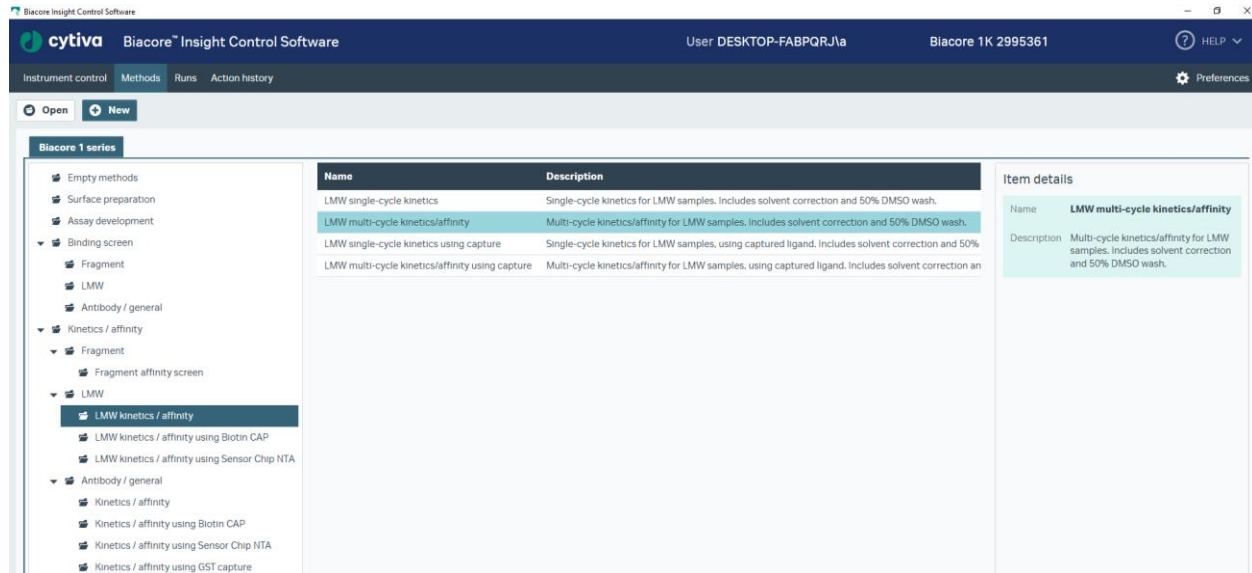 Biacore Insight Control Software
cytiva Biacore™ Insight Control Software User DESKTOP-FABPQRJ\a Biacore 1K 2995361 ? HELP
Instrument control Methods Runs Action history Preferences
Open New
Biacore 1 series
Empty methods
Surface preparation
Assay development
Binding screen
Fragment
LMW
Antibody / general
Kinetics / affinity
Fragment
Fragment affinity screen
LMW
LMW kinetics / affinity
LMW kinetics / affinity using Biotin CAP
LMW kinetics / affinity using Sensor Chip NTA
Antibody / general
Kinetics / affinity
Kinetics / affinity using Biotin CAP
Kinetics / affinity using Sensor Chip NTA
Kinetics / affinity using GST capture
Name Description
LMW single-cycle kinetics Single-cycle kinetics for LMW samples. Includes solvent correction and 50% DMSO wash.
LMW multi-cycle kinetics/affinity Multi-cycle kinetics/affinity for LMW samples. Includes solvent correction and 50% DMSO wash.
LMW single-cycle kinetics using capture Single-cycle kinetics for LMW samples, using captured ligand. Includes solvent correction and 50%
LMW multi-cycle kinetics/affinity using capture Multi-cycle kinetics/affinity for LMW samples, using captured ligand. Includes solvent correction an
Item details
Name LMW multi-cycle kinetics/affinity
Description Multi-cycle kinetics/affinity for LMW
samples. Includes solvent correction
and 50% DMSO wash.